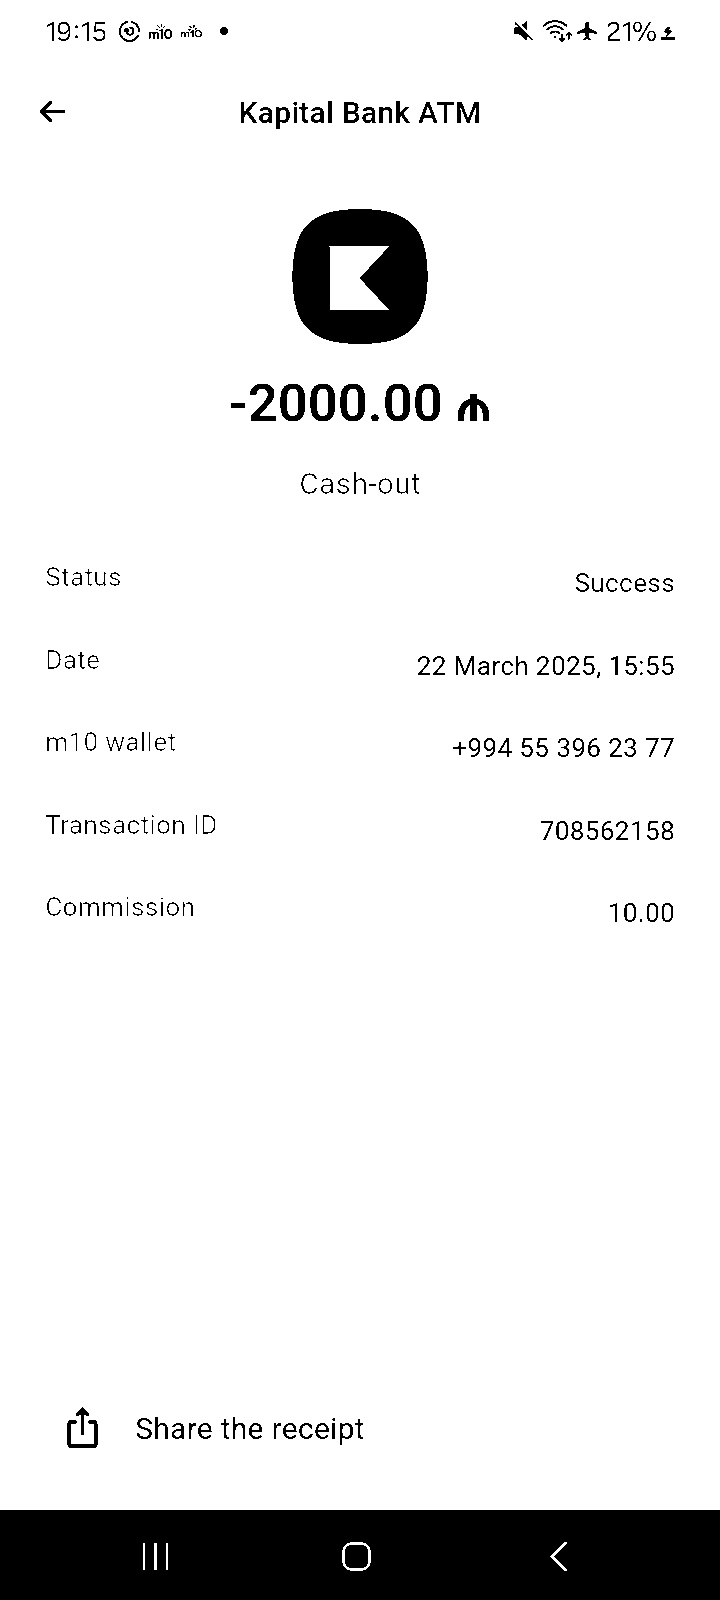 19:15 m10 m10 21%
Kapital Bank ATM
-2000.00 ₼
Cash-out
Status Success
Date 22 March 2025, 15:55
m10 wallet +994 55 396 23 77
Transaction ID 708562158
Commission 10.00
Share the receipt